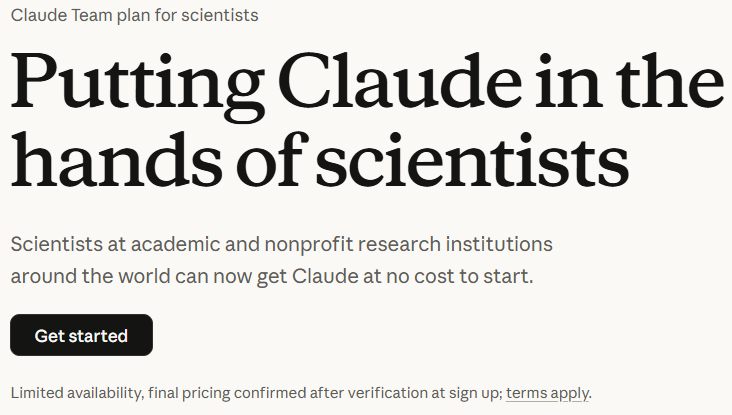 Claude Team plan for scientists
Putting Claude in the
hands of scientists
Scientists at academic and nonprofit research institutions
around the world can now get Claude at no cost to start.
Get started
Limited availability, final pricing confirmed after verification at sign up; terms apply.